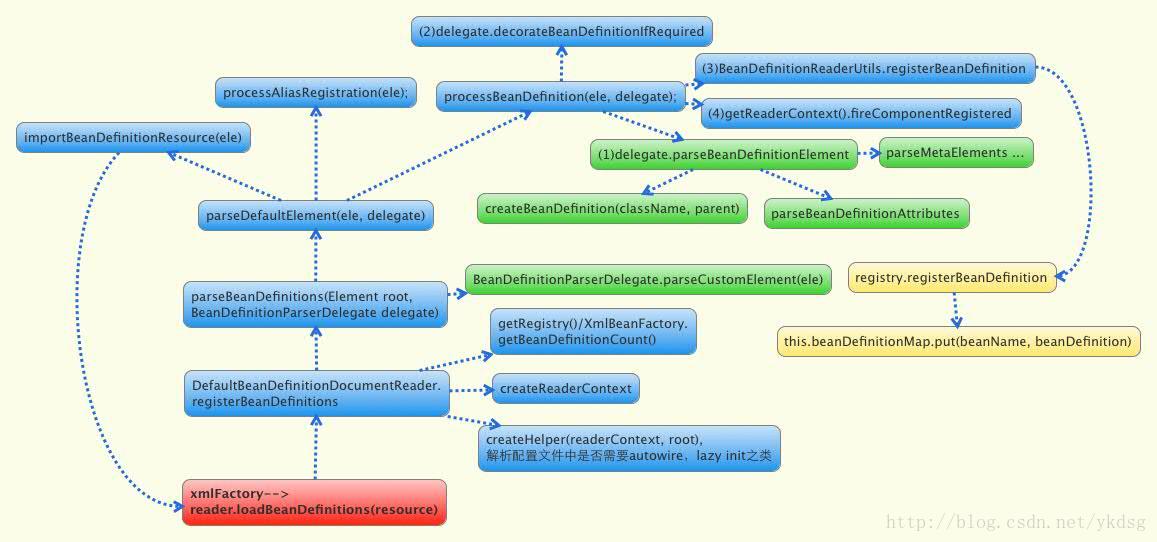 (2)delegate.decorateBeanDefinitionIfRequired
(3)BeanDefinitionReaderUtils.registerBeanDefinition
processAliasRegistration(ele);
processBeanDefinition(ele, delegate);
(4)getReaderContext().fireComponentRegistered
importBeanDefinitionResource(ele)
(1)delegate.parseBeanDefinitionElement
parseMetaElements ...
parseDefaultElement(ele, delegate)
createBeanDefinition(className, parent)
parseBeanDefinitionAttributes
BeanDefinitionParserDelegate.parseCustomElement(ele)
registry.registerBeanDefinition
parseBeanDefinitions(Element root,
BeanDefinitionParserDelegate delegate)
getRegistry()/XmlBeanFactory.
getBeanDefinitionCount()
this.beanDefinitionMap.put(beanName, beanDefinition)
DefaultBeanDefinitionDocumentReader.
registerBeanDefinitions
createReaderContext
createHelper(readerContext, root),
解析配置文件中是否需要autowire，lazy init之类
xmlFactory-->
reader.loadBeanDefinitions(resource)
http://blog.csdn.net/ykdsg